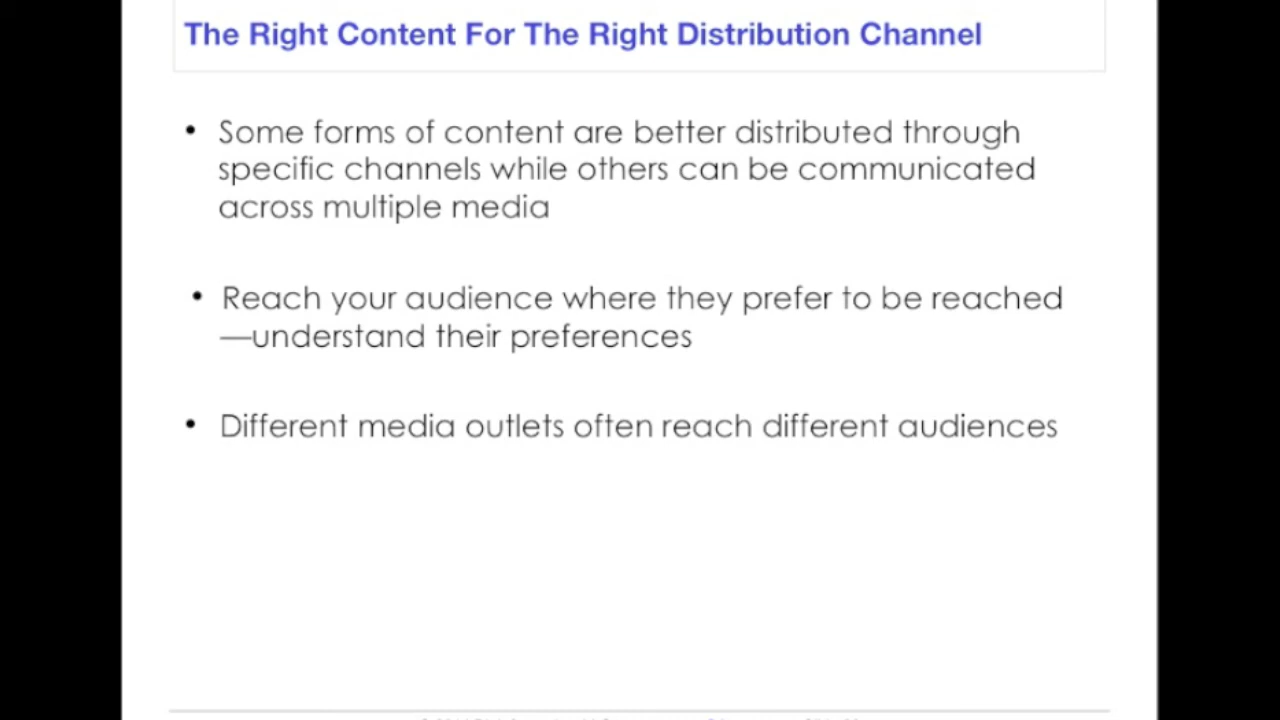 The Right Content For The Right Distribution Channel
• Some forms of content are better distributed through
specific channels while others can be communicated
across multiple media
• Reach your audience where they prefer to be reached
—understand their preferences
• Different media outlets often reach different audiences